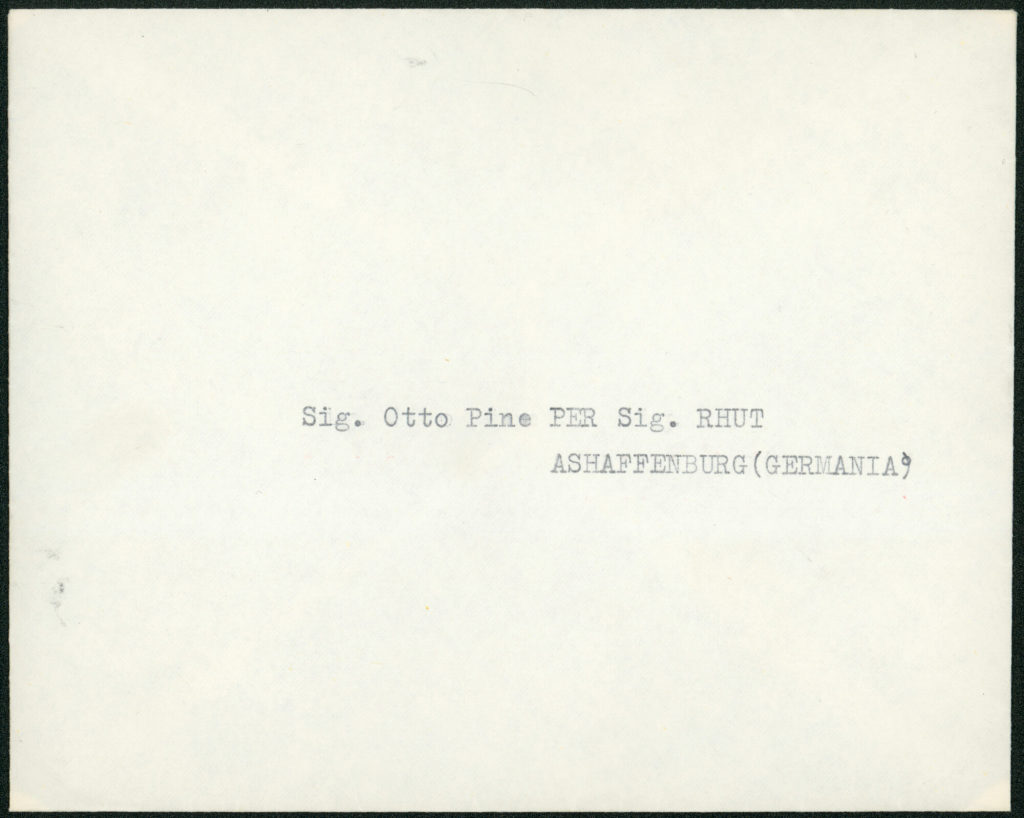 Sig. Otto Pine PER Sig. RHUT
ASHAFFENBURG(GERMANIA)